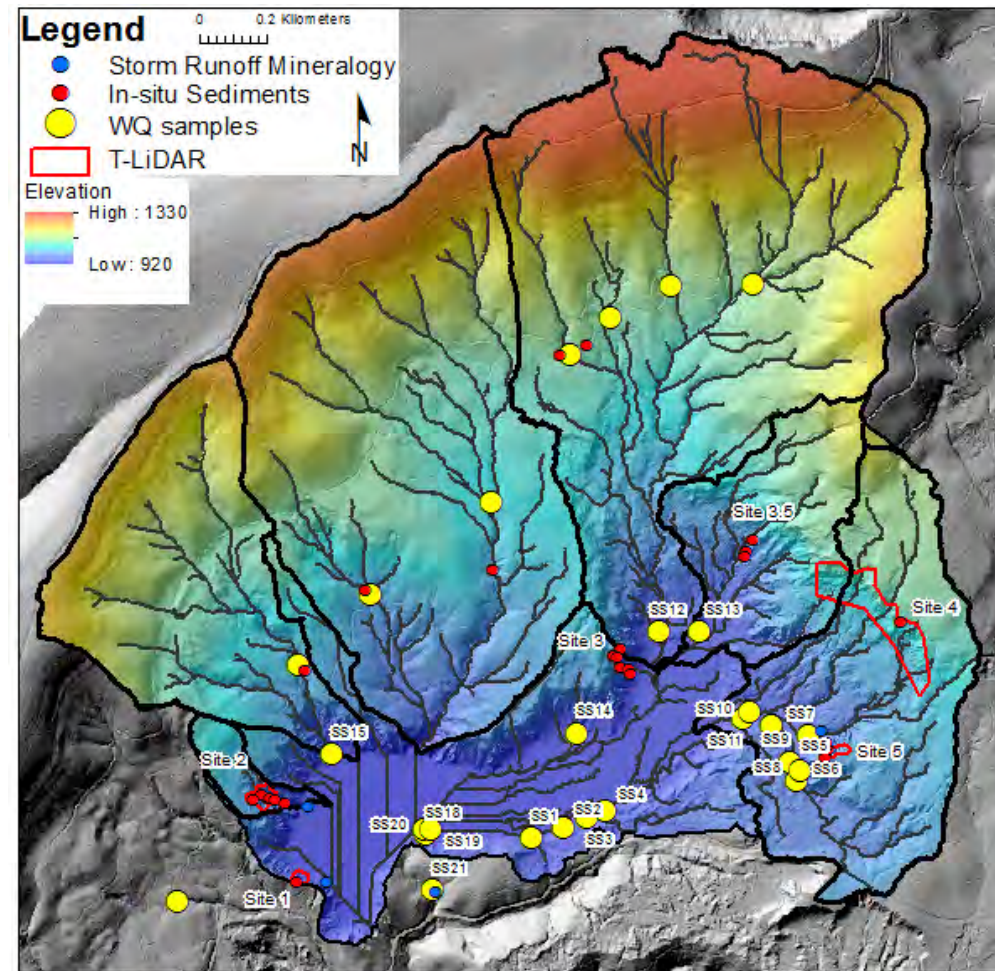 Legend
0 0.2 Kilometers
Storm Runoff Mineralogy
In-situ Sediments
WQ samples
T-LiDAR
N
Elevation
High : 1330
Low : 920
Site 3.5
Site 4
SS12
SS13
Site 3
SS10
SS7
SS14
SS11
SS9
SS5
Site 5
SS15
SS8
SS6
Site 2
SS4
SS18
SS1
SS2
SS20
SS19
SS3
SS21
Site 1